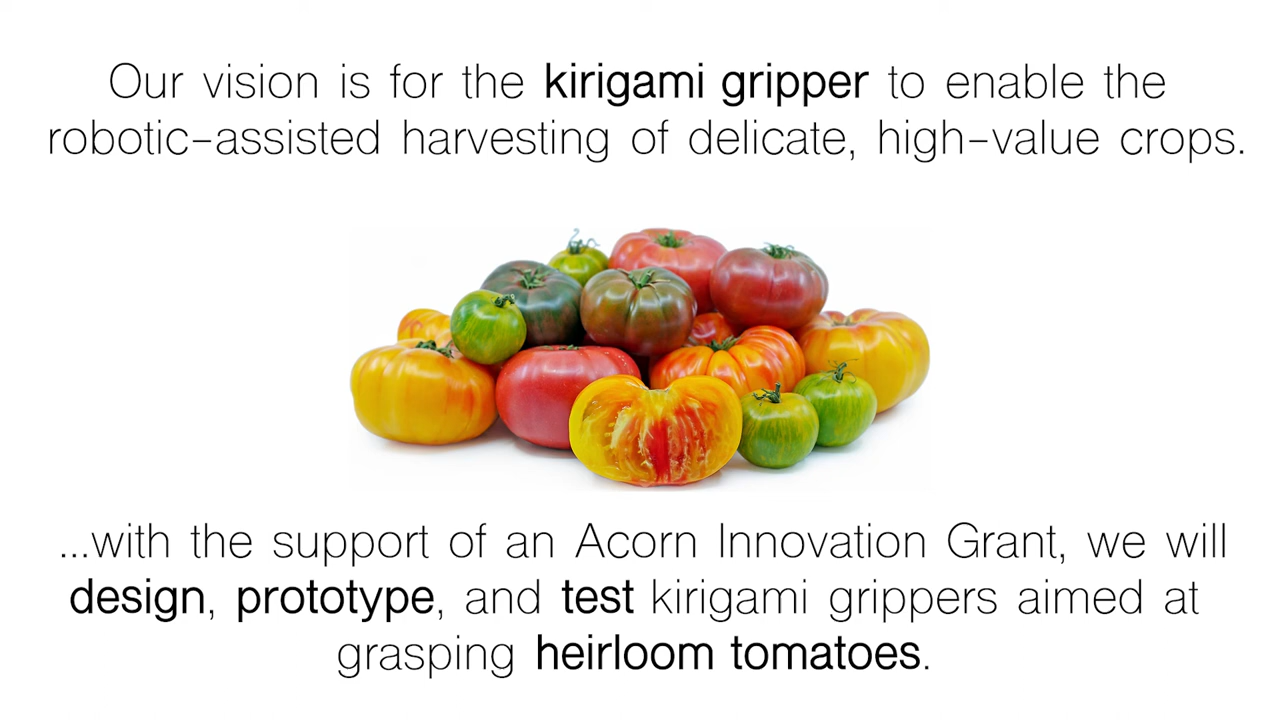 Our vision is for the kirigami gripper to enable the
robotic-assisted harvesting of delicate, high-value crops.
...with the support of an Acorn Innovation Grant, we will
design, prototype, and test kirigami grippers aimed at
grasping heirloom tomatoes.